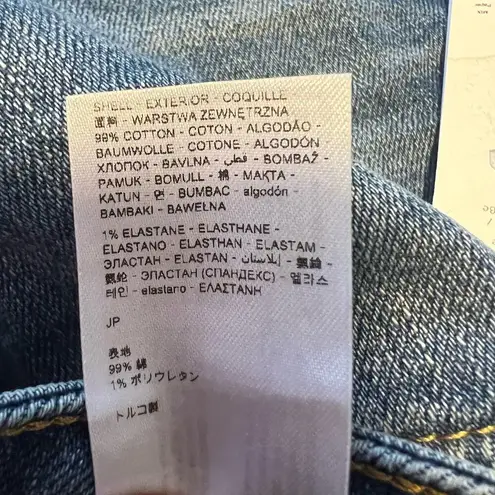 SHELL - EXTERIOR - COQUILLE
面料 - WARSTWA ZEWNĘTRZNA
99% COTTON - COTON - ALGODÃO -
BAUMWOLLE - COTONE - ALGODÓN -
ХЛОПОК - BAVLNA - قطن - BOMBAŽ -
PAMUK - BOMULL - 棉 - MAKTA -
KATUN - 면 - BUMBAC - algodón -
BAMBAKI - BAWEŁNA
1% ELASTANE - ELASTHANE -
ELASTANO - ELASTHAN - ELASTAM -
ЭЛАСТАН - ELASTAN - إيلاستان - 氨綸 -
氨纶 - ЭЛАСТАН (СПАНДЕКС) - 엘라스
테인 - elastano - ΕΛΑΣΤΑΝΗ
JP
表地
99% 綿
1% ポリウレタン
トルコ製